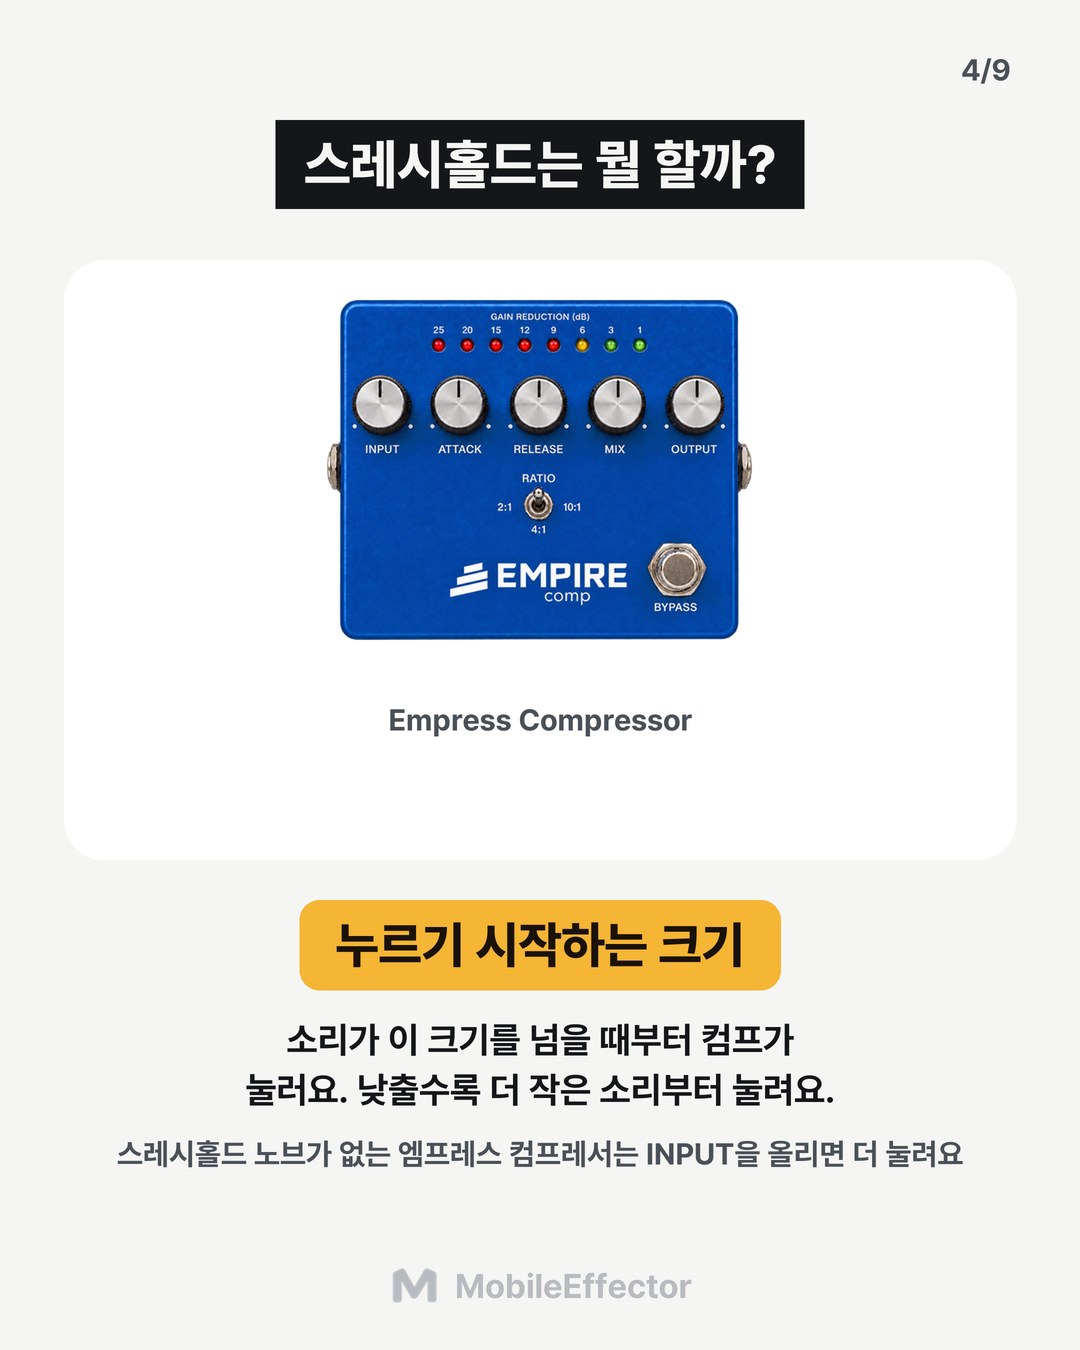 4/9
스레시홀드는 뭘 할까?
GAIN REDUCTION (dB)
25 20 15 12 9 6 3 1
INPUT ATTACK RELEASE MIX OUTPUT
RATIO
2:1 10:1
4:1
EMPIRE
comp
BYPASS
Empress Compressor
누르기 시작하는 크기
소리가 이 크기를 넘을 때부터 컴프가
눌러요. 낮출수록 더 작은 소리부터 눌려요.
스레시홀드 노브가 없는 엠프레스 컴프레서는 INPUT을 올리면 더 눌려요
MobileEffector